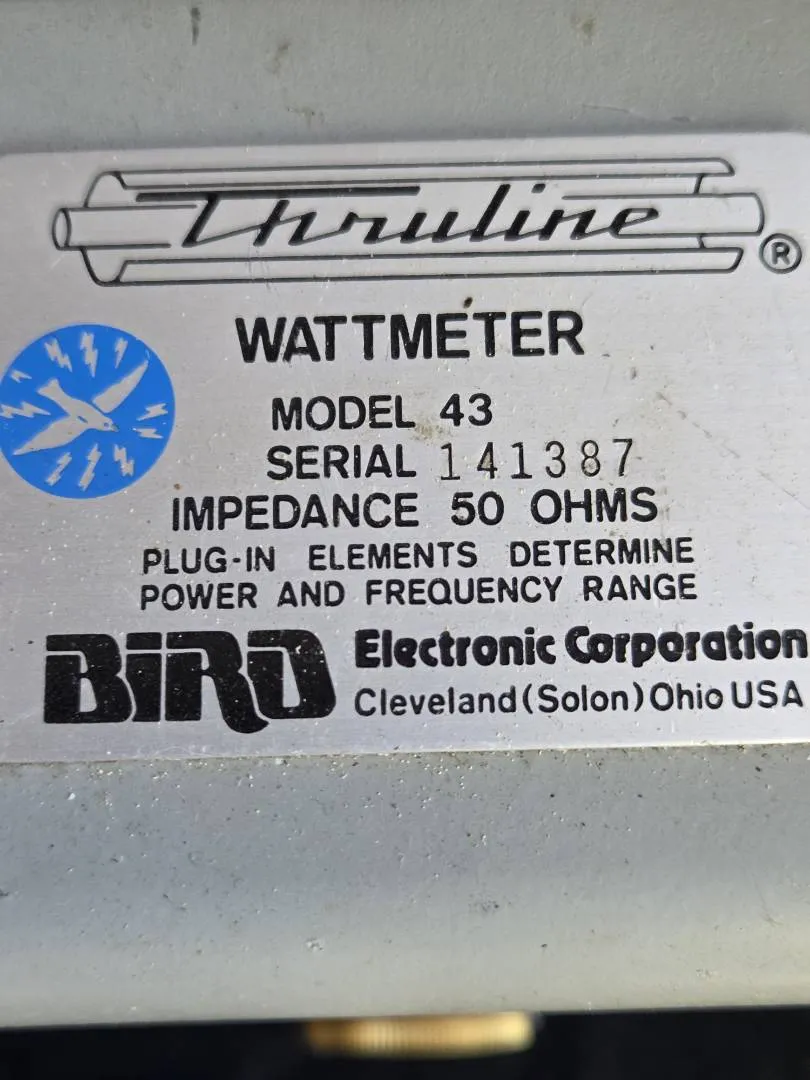 Thruline ®
WATTMETER
MODEL 43
SERIAL 141387
IMPEDANCE 50 OHMS
PLUG-IN ELEMENTS DETERMINE
POWER AND FREQUENCY RANGE
BIRD Electronic Corporation
Cleveland (Solon) Ohio USA